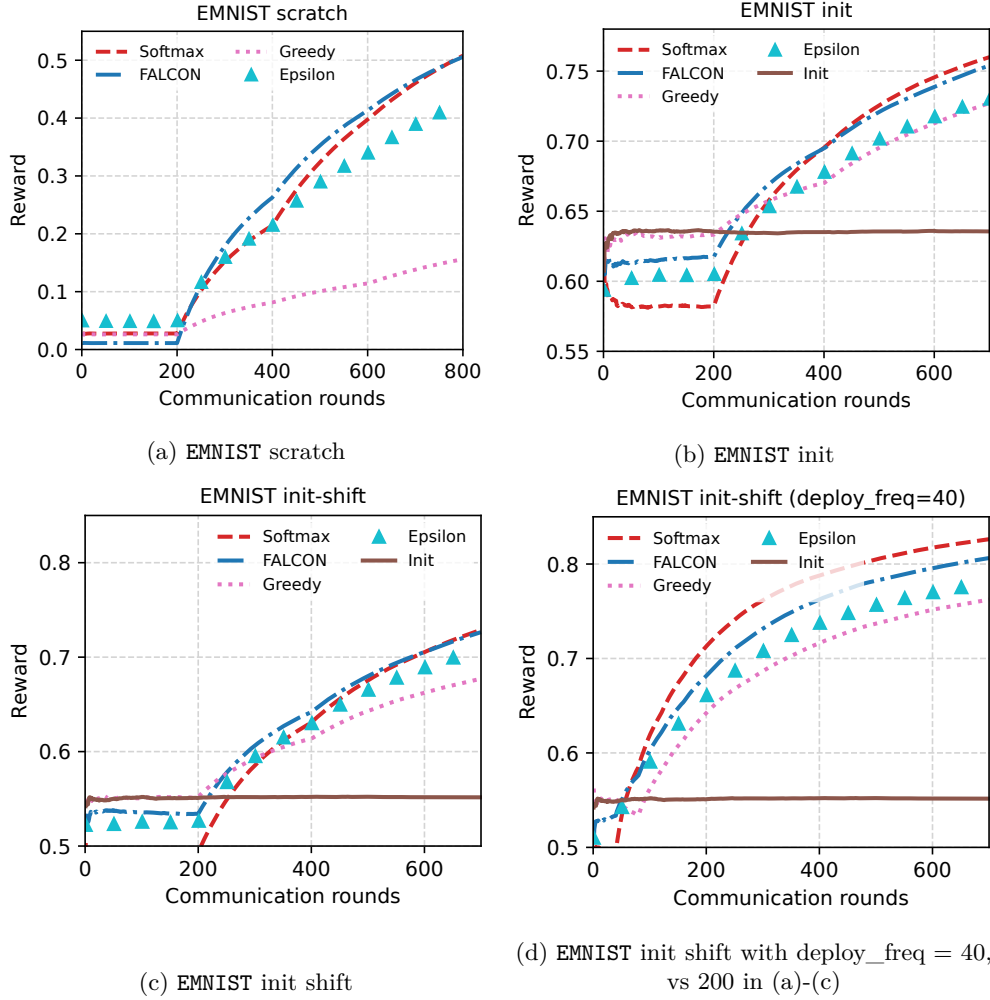 EMNIST scratch
Softmax
FALCON
Greedy
Epsilon
Reward
0.5
0.4
0.3
0.2
0.1
0.0
0 200 400 600 800
Communication rounds
(a) EMNIST scratch
EMNIST init
Softmax
FALCON
Greedy
Epsilon
Init
Reward
0.75
0.70
0.65
0.60
0.55
0 200 400 600
Communication rounds
(b) EMNIST init
EMNIST init-shift
Softmax
FALCON
Greedy
Epsilon
Init
Reward
0.8
0.7
0.6
0.5
0 200 400 600
Communication rounds
(c) EMNIST init shift
EMNIST init-shift (deploy_freq=40)
Softmax
FALCON
Greedy
Epsilon
Init
Reward
0.8
0.7
0.6
0.5
0 200 400 600
Communication rounds
(d) EMNIST init shift with deploy_freq = 40,
vs 200 in (a)-(c)